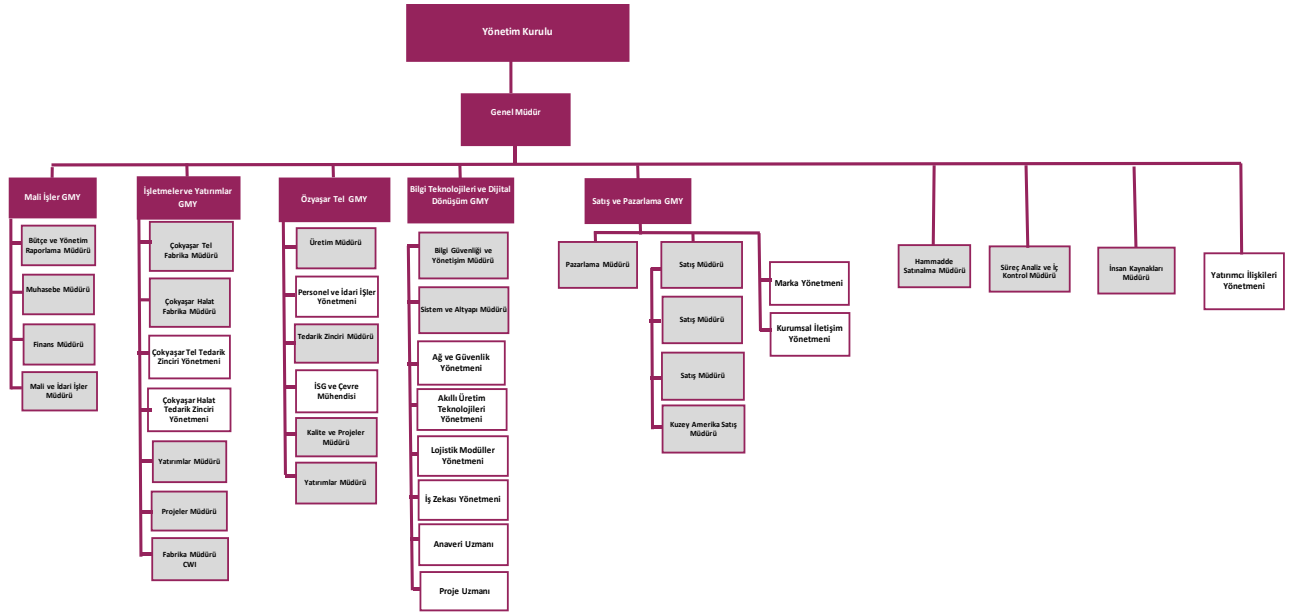 Yönetim Kurulu
Genel Müdür
Mali İşler GMY
Bütçe ve Yönetim
Raporlama Müdürü
Muhasebe Müdürü
Finans Müdürü
Mali ve İdari İşler
Müdürü
İşletmeler ve Yatırımlar
GMY
Çokyaşar Tel
Fabrika Müdürü
Çokyaşar Halat
Fabrika Müdürü
Çokyaşar Tel Tedarik
Zinciri Yönetmeni
Çokyaşar Halat
Tedarik Zinciri
Yönetmeni
Yatırımlar Müdürü
Projeler Müdürü
Fabrika Müdürü
CWI
Özyaşar Tel GMY
Üretim Müdürü
Personel ve İdari İŞler
Yönetmeni
Tedarik Zinciri Müdürü
İSG ve Çevre
Mühendisi
Kalite ve Projeler
Müdürü
Yatırımlar Müdürü
Bilgi Teknolojileri ve Dijital
Dönüşüm GMY
Bilgi Güvenliği ve
Yönetişim Müdürü
Sistem ve Altyapı Müdürü
Ağ ve Güvenlik
Yönetmeni
Akıllı Üretim
Teknolojileri
Yönetmeni
Lojistik Modüller
Yönetmeni
İş Zekası Yönetmeni
Anaveri Uzmanı
Proje Uzmanı
Satış ve Pazarlama GMY
Pazarlama Müdürü
Satış Müdürü
Satış Müdürü
Satış Müdürü
Kuzey Amerika Satış
Müdürü
Marka Yönetmeni
Kurumsal İletişim
Yönetmeni
Hammadde
Satınalma Müdürü
Süreç Analiz ve İç
Kontrol Müdürü
İnsan Kaynakları
Müdürü
Yatırımcı İlişkileri
Yönetmeni